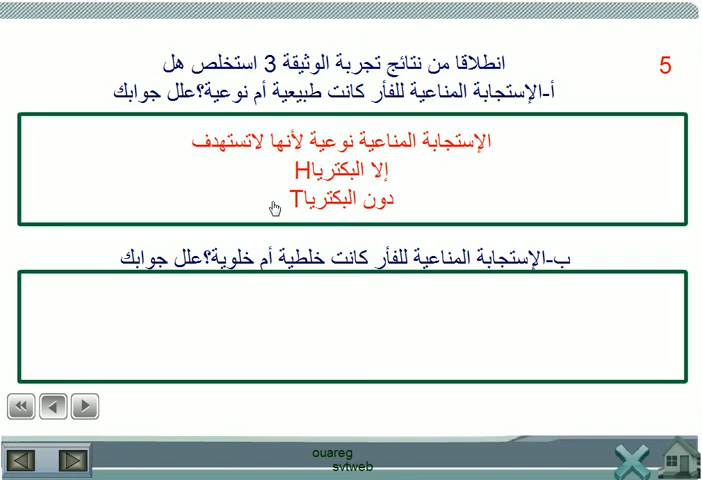 5
انطلاقا من نتائج تجربة الوثيقة 3 استخلص هل
أ-الإستجابة المناعية للفأر كانت طبيعية أم نوعية؟علل جوابك
الإستجابة المناعية نوعية لأنها لاتستهدف
إلا البكترياH
دون البكترياT
ب-الإستجابة المناعية للفأر كانت خلطية أم خلوية؟علل جوابك
ouareg
svtweb